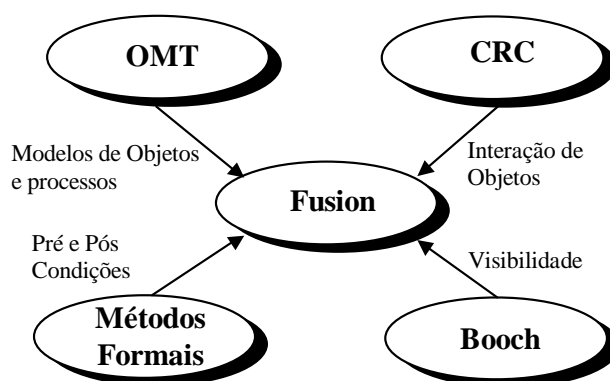 OMT
CRC
Modelos de Objetos
e processos
Interação de
Objetos
Fusion
Pré e Pós
Condições
Visibilidade
Métodos
Formais
Booch